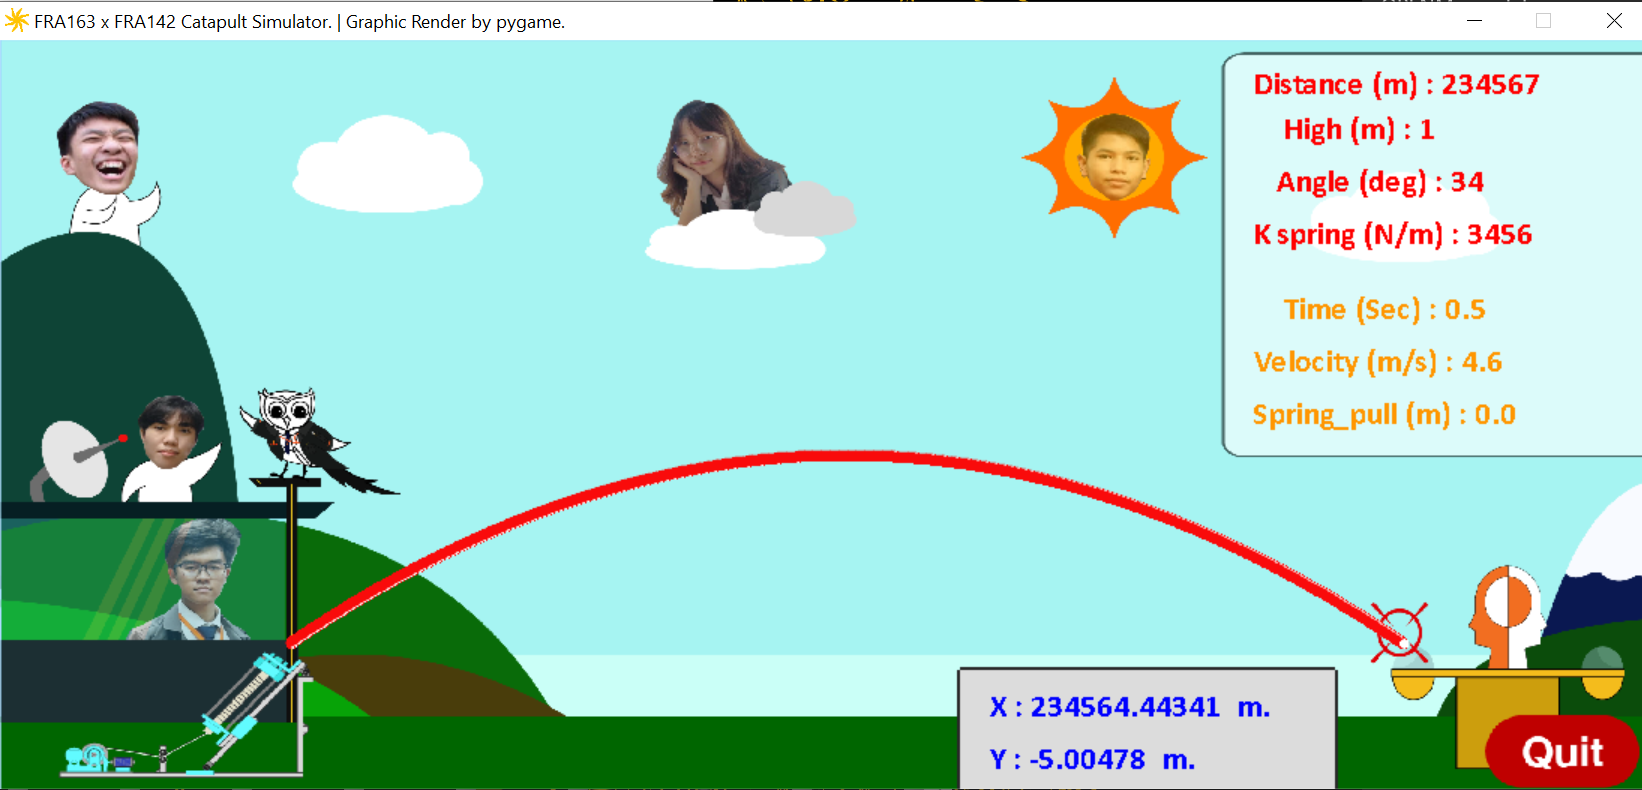 FRA163 x FRA142 Catapult Simulator. | Graphic Render by pygame.
Distance (m) : 234567
High (m) : 1
Angle (deg) : 34
K spring (N/m) : 3456
Time (Sec) : 0.5
Velocity (m/s) : 4.6
Spring_pull (m) : 0.0
X : 234564.44341 m.
Y : -5.00478 m.
Quit